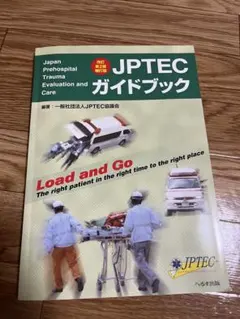 Japan
Prehospital
Trauma
Evaluation and
Care
改訂
第2版
補訂版
JPTEC
ガイドブック
編著：一般社団法人JPTEC協議会
Load and Go
The right patient in the right time to the right place
JPTEC
へるす出版